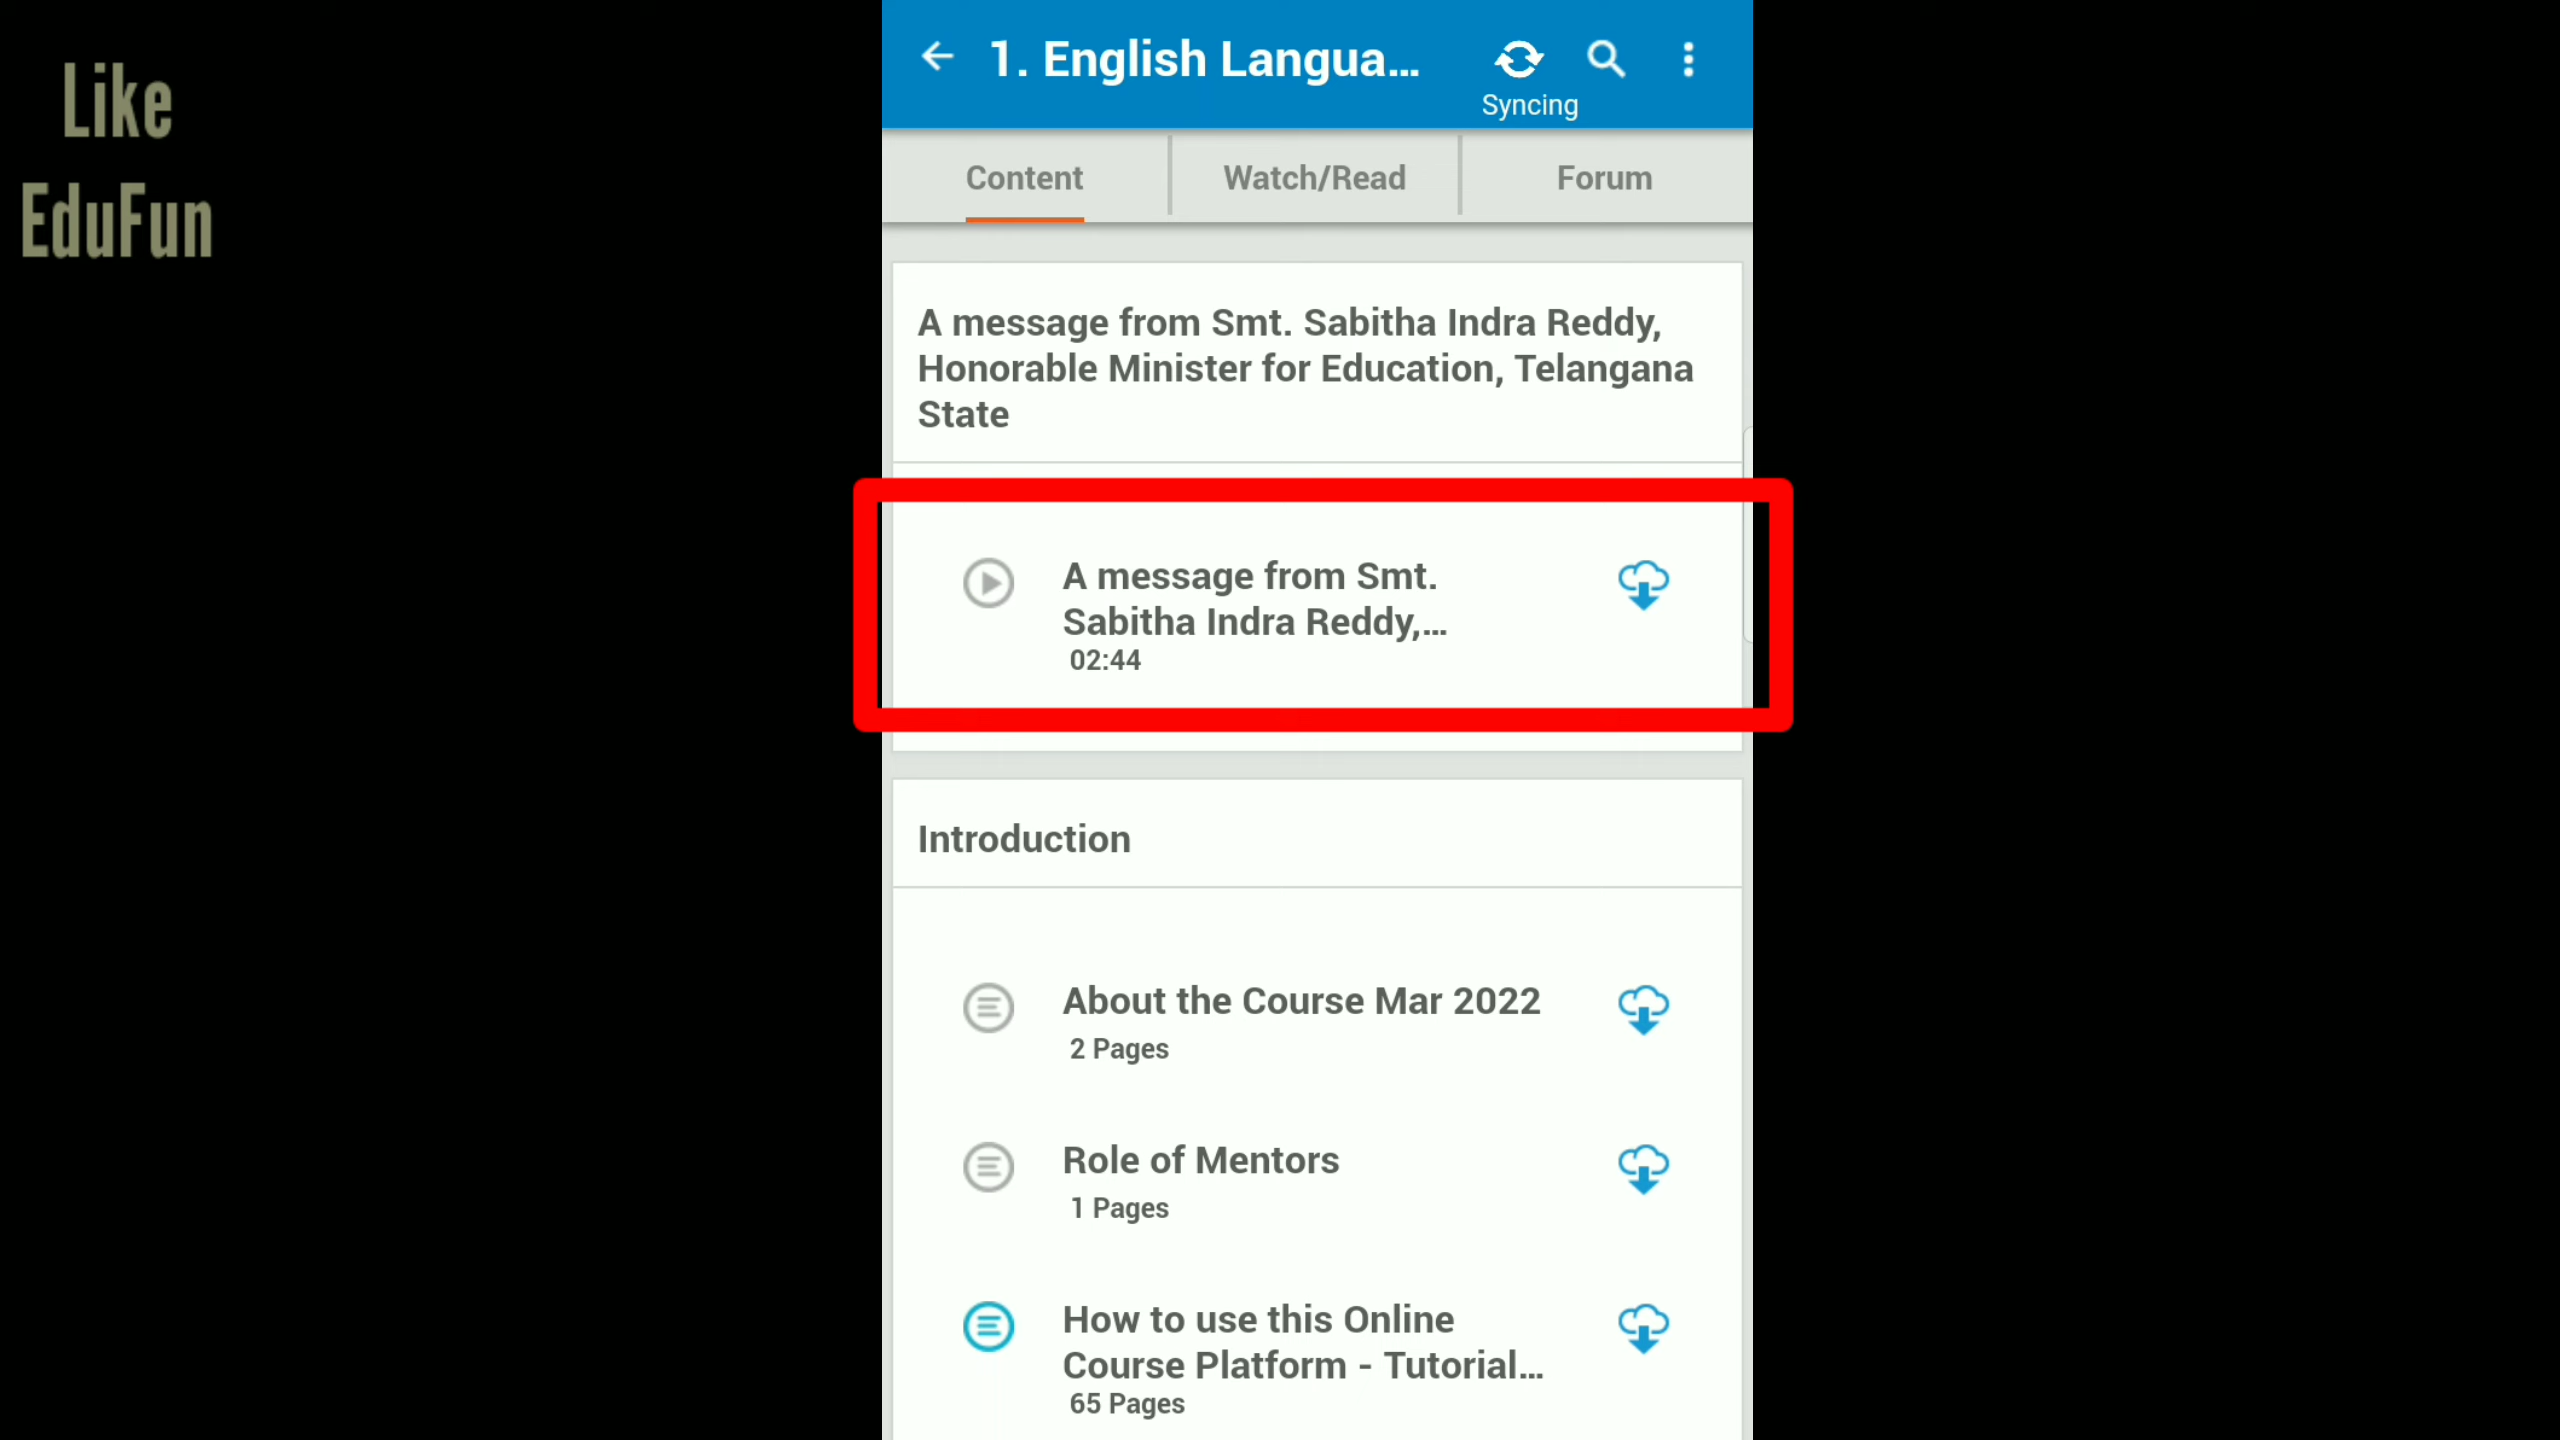 Like
EduFun
1. English Langua...
Syncing
Content
Watch/Read
Forum
A message from Smt. Sabitha Indra Reddy,
Honorable Minister for Education, Telangana
State
A message from Smt.
Sabitha Indra Reddy,...
02:44
Introduction
About the Course Mar 2022
2 Pages
Role of Mentors
1 Pages
How to use this Online
Course Platform - Tutorial...
65 Pages